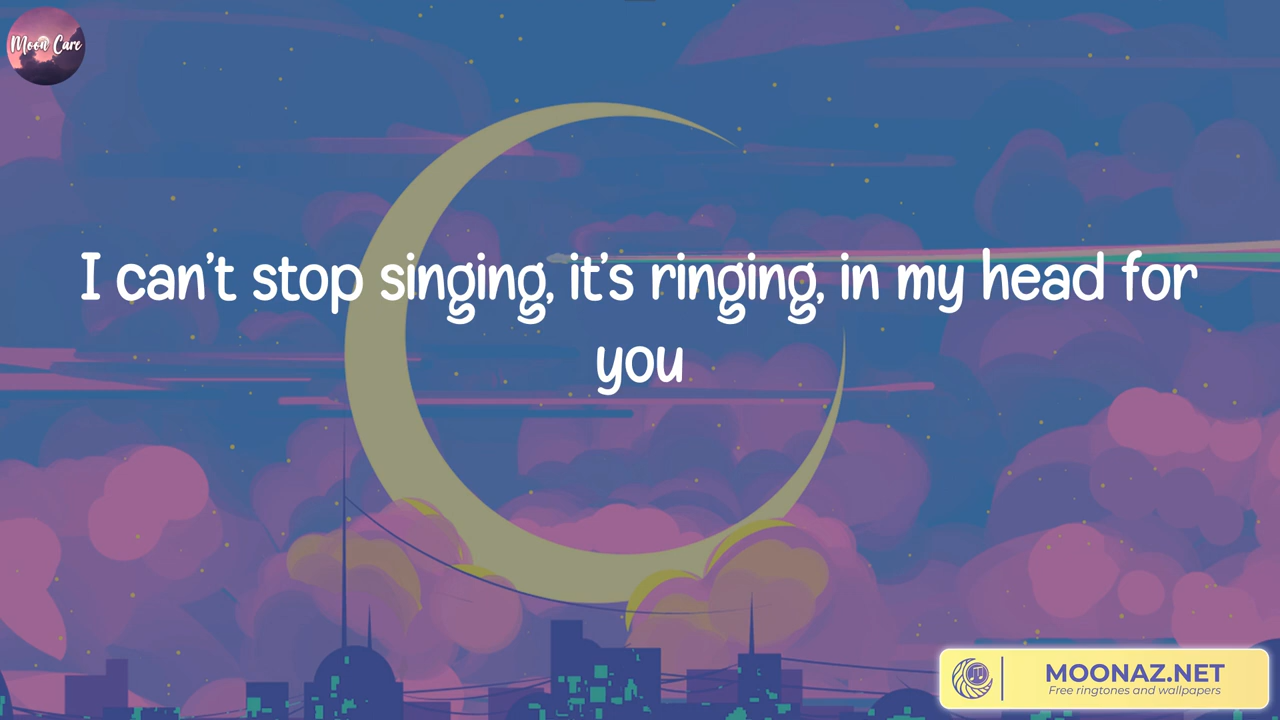 Moon Care
I can't stop singing, it's ringing, in my head for
you
MOONAZ.NET
Free ringtones and wallpapers